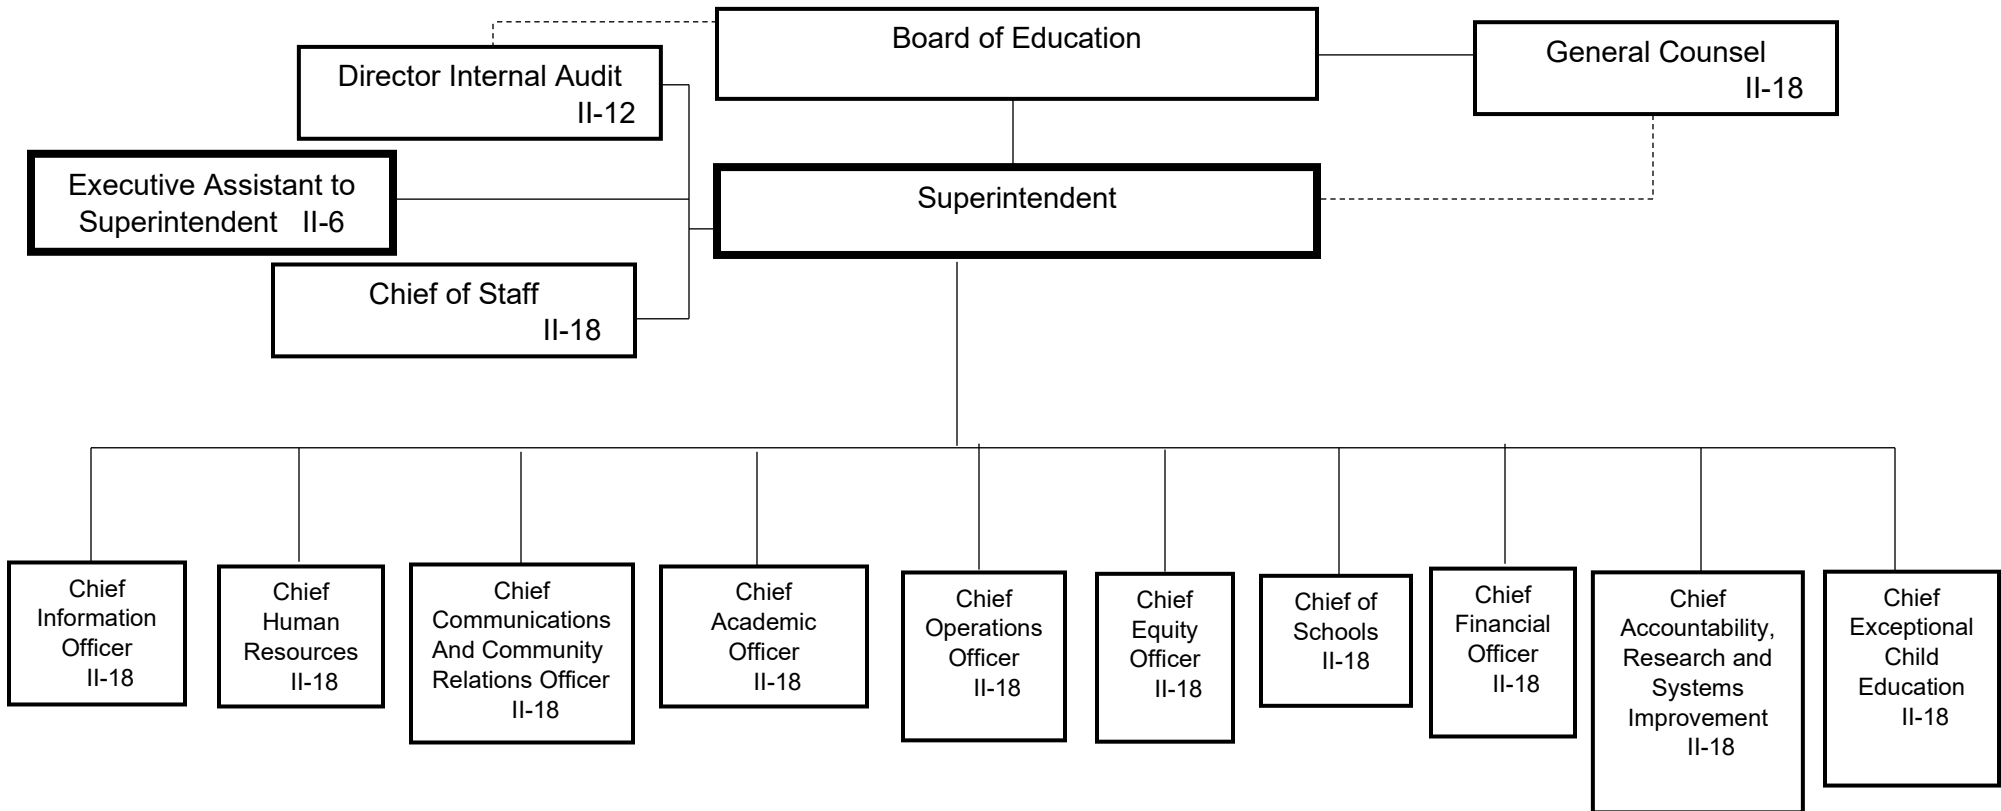 Board of Education
General Counsel
II-18
Director Internal Audit
II-12
Executive Assistant to
Superintendent II-6
Superintendent
Chief of Staff
II-18
Chief
Information
Officer
II-18
Chief
Human
Resources
II-18
Chief
Communications
And Community
Relations Officer
II-18
Chief
Academic
Officer
II-18
Chief
Operations
Officer
II-18
Chief
Equity
Officer
II-18
Chief of
Schools
II-18
Chief
Financial
Officer
II-18
Chief
Accountability,
Research and
Systems
Improvement
II-18
Chief
Exceptional
Child
Education
II-18